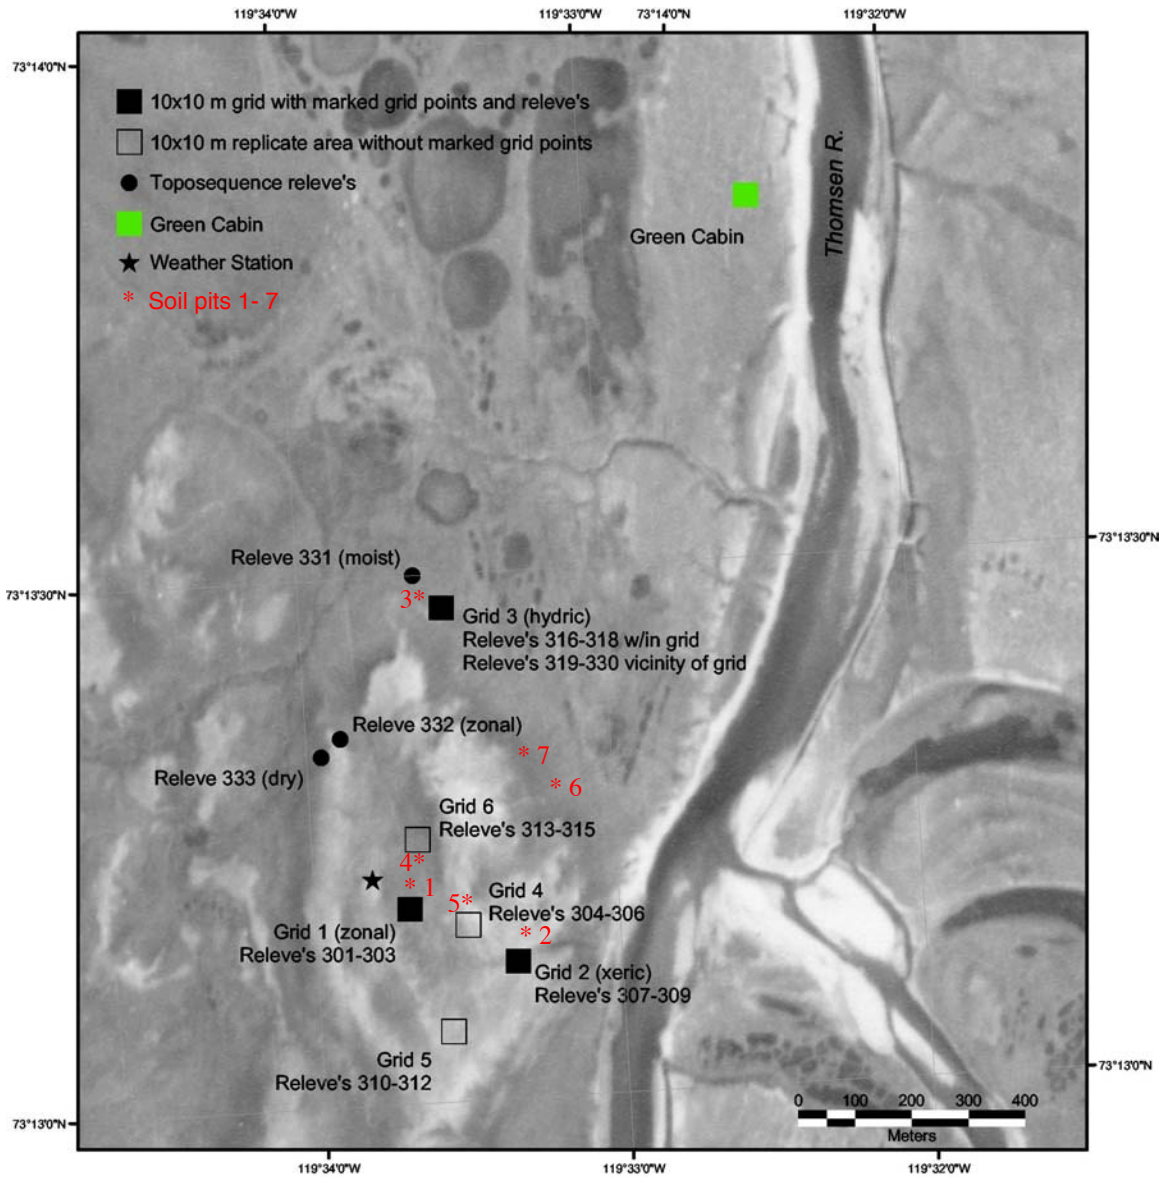 119°34'0"W 119°33'0"W 73°14'0"N 119°32'0"W
73°14'0"N
10x10 m grid with marked grid points and releve's
10x10 m replicate area without marked grid points
Toposequence releve's
Green Cabin
Weather Station
* Soil pits 1- 7
Thomsen R.
Green Cabin
73°13'30"N
Releve 331 (moist)
73°13'30"N
3*
Grid 3 (hydric)
Releve's 316-318 w/in grid
Releve's 319-330 vicinity of grid
Releve 332 (zonal)
* 7
Releve 333 (dry)
* 6
Grid 6
Releve's 313-315
4*
* 1
Grid 4
5*
Releve's 304-306
* 2
Grid 1 (zonal)
Releve's 301-303
Grid 2 (xeric)
Releve's 307-309
Grid 5
Releve's 310-312
73°13'0"N
0 100 200 300 400
Meters
73°13'0"N
119°34'0"W 119°33'0"W 119°32'0"W